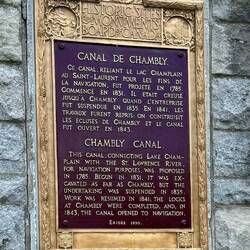 CANAL DE CHAMBLY
CE CANAL, RELIANT LE LAC CHAMPLAIN
AU SAINT-LAURENT POUR LES FINS DE
LA NAVIGATION, FUT PROJETÉ EN 1785,
COMMENCÉ EN 1831. IL ÉTAIT CREUSÉ
JUSQU'À CHAMBLY QUAND L'ENTREPRISE
FUT SUSPENDUE EN 1835. EN 1841, LES
TRAVAUX FURENT REPRIS; ON CONSTRUISIT
LES ÉCLUSES DE CHAMBLY ET LE CANAL
FUT OUVERT EN 1843.
CHAMBLY CANAL
THIS CANAL, CONNECTING LAKE CHAM-
PLAIN WITH THE ST LAWRENCE RIVER
FOR NAVIGATION PURPOSES, WAS PROPOSED
IN 1785. BEGUN IN 1831, IT WAS EX-
CAVATED AS FAR AS CHAMBLY, BUT THE
UNDERTAKING WAS SUSPENDED IN 1835.
WORK WAS RESUMED IN 1841, THE LOCKS
AT CHAMBLY WERE COMPLETED, AND, IN
1843, THE CANAL OPENED TO NAVIGATION.